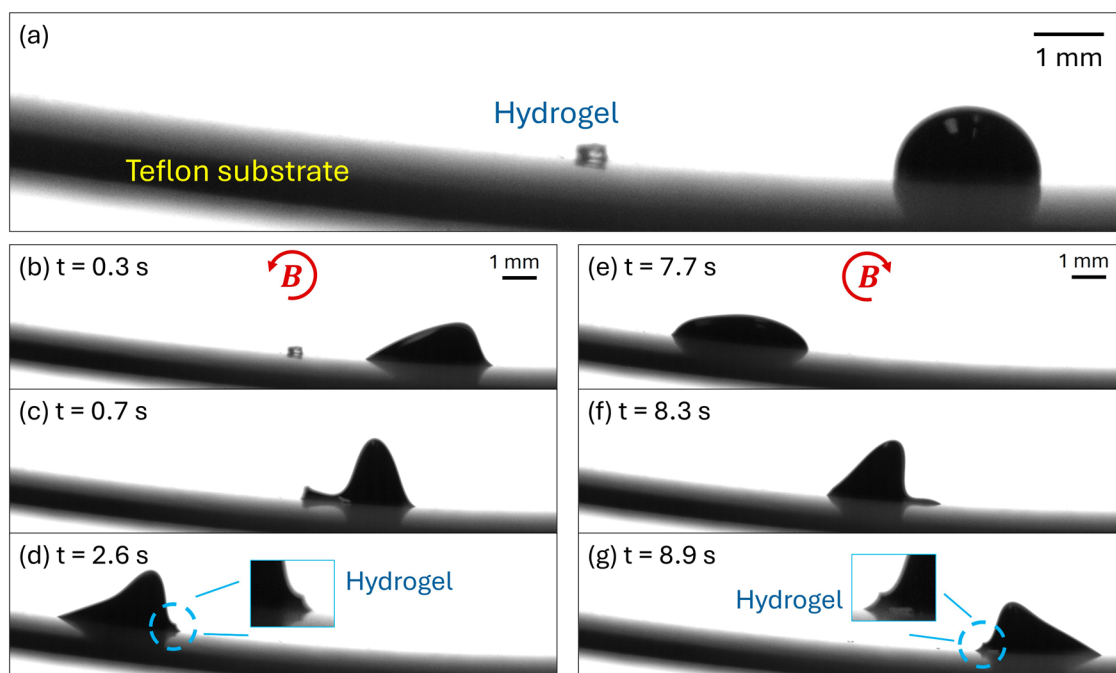 (a)
1 mm
Hydrogel
Teflon substrate
(b) t = 0.3 s
B
1 mm
(c) t = 0.7 s
(d) t = 2.6 s
Hydrogel
(e) t = 7.7 s
B
1 mm
(f) t = 8.3 s
(g) t = 8.9 s
Hydrogel